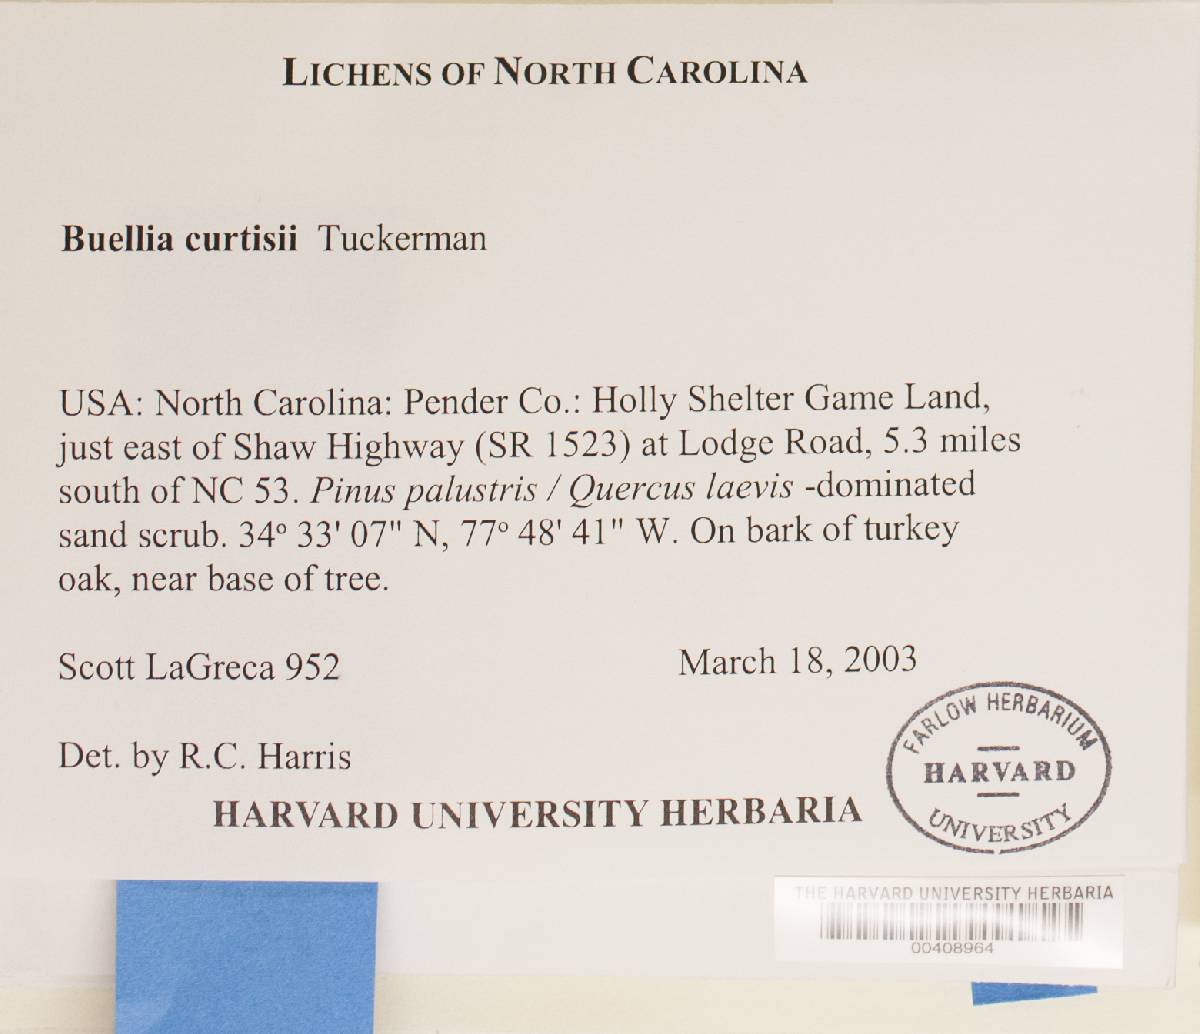 LICHENS OF NORTH CAROLINA
Buellia curtisii Tuckerman
USA: North Carolina: Pender Co.: Holly Shelter Game Land,
just east of Shaw Highway (SR 1523) at Lodge Road, 5.3 miles
south of NC 53. Pinus palustris / Quercus laevis -dominated
sand scrub. 34º 33' 07" N, 77º 48' 41" W. On bark of turkey
oak, near base of tree.
Scott LaGreca 952 March 18, 2003
Det. by R.C. Harris
HARVARD UNIVERSITY HERBARIA
FARLOW HERBARIUM
HARVARD
UNIVERSITY
THE HARVARD UNIVERSITY HERBARIA
00408964